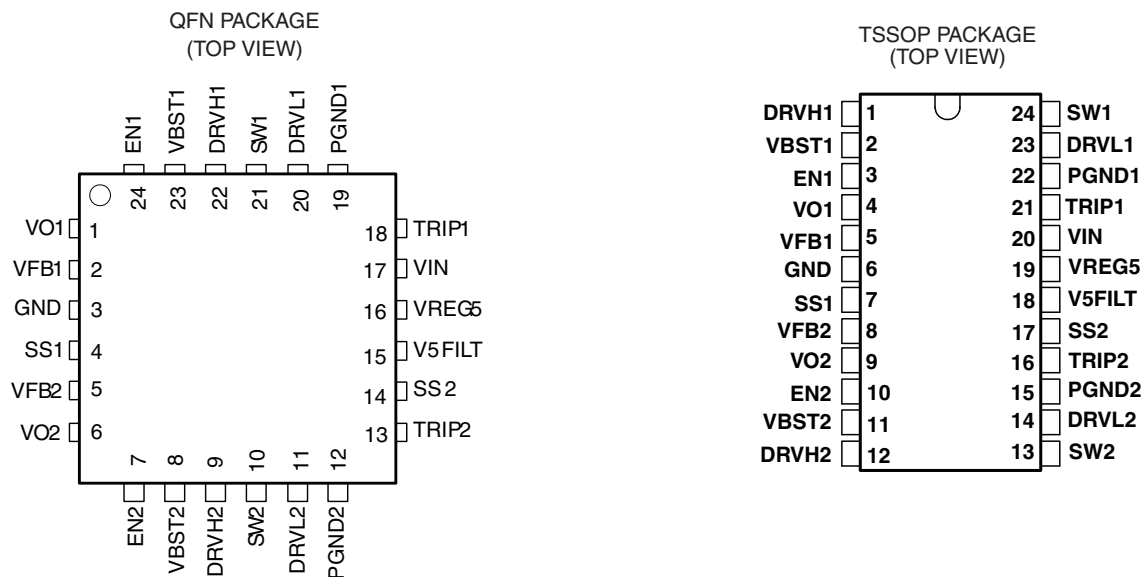 QFN PACKAGE
(TOP VIEW)
EN1
VBST1
DRVH1
SW1
DRVL1
PGND1
24
23
22
21
20
19
VO1 1
VFB1 2
GND 3
SS1 4
VFB2 5
VO2 6
18 TRIP1
17 VIN
16 VREG5
15 V5FILT
14 SS2
13 TRIP2
7
8
9
10
11
12
EN2
VBST2
DRVH2
SW2
DRVL2
PGND2
TSSOP PACKAGE
(TOP VIEW)
DRVH1 1 24 SW1
VBST1 2 23 DRVL1
EN1 3 22 PGND1
VO1 4 21 TRIP1
VFB1 5 20 VIN
GND 6 19 VREG5
SS1 7 18 V5FILT
VFB2 8 17 SS2
VO2 9 16 TRIP2
EN2 10 15 PGND2
VBST2 11 14 DRVL2
DRVH2 12 13 SW2